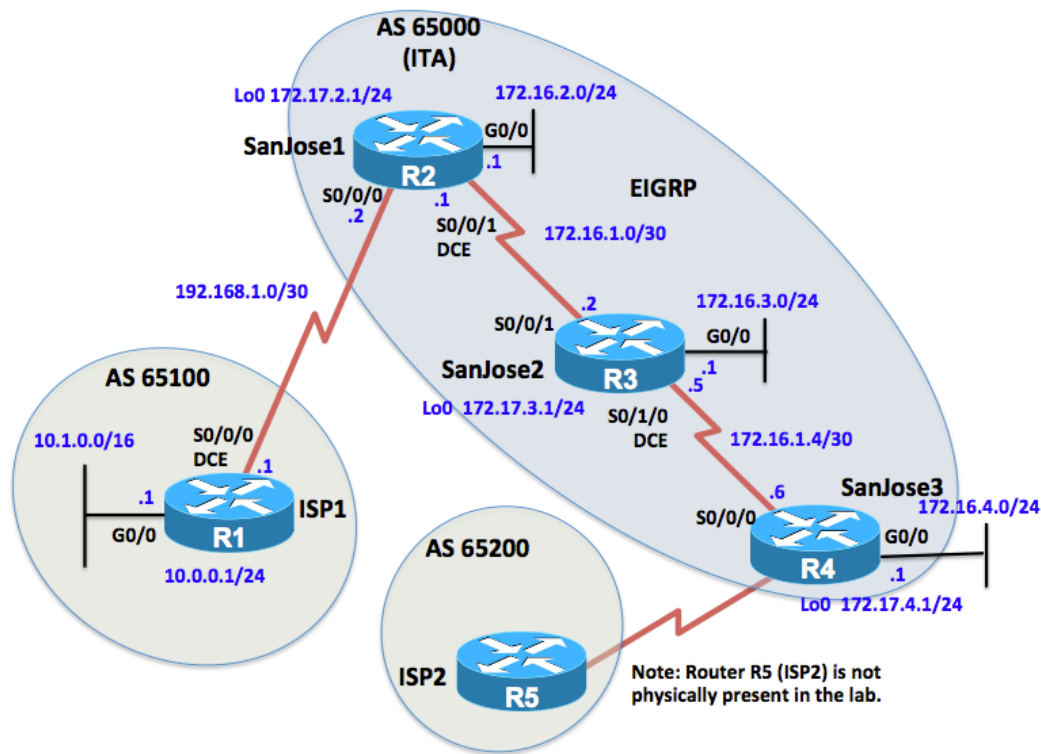 AS 65000
(ITA)
Lo0 172.17.2.1/24
172.16.2.0/24
SanJose1
G0/0
R2
.1
S0/0/0
.2
.1
S0/0/1
DCE
EIGRP
172.16.1.0/30
192.168.1.0/30
.2
172.16.3.0/24
S0/0/1
G0/0
SanJose2
R3
.1
.5
Lo0 172.17.3.1/24
S0/1/0
DCE
172.16.1.4/30
AS 65100
10.1.0.0/16
S0/0/0
DCE
.1
.1
ISP1
G0/0
R1
10.0.0.1/24
.6
SanJose3
S0/0/0
172.16.4.0/24
G0/0
R4
.1
Lo0 172.17.4.1/24
AS 65200
ISP2
R5
Note: Router R5 (ISP2) is not
physically present in the lab.